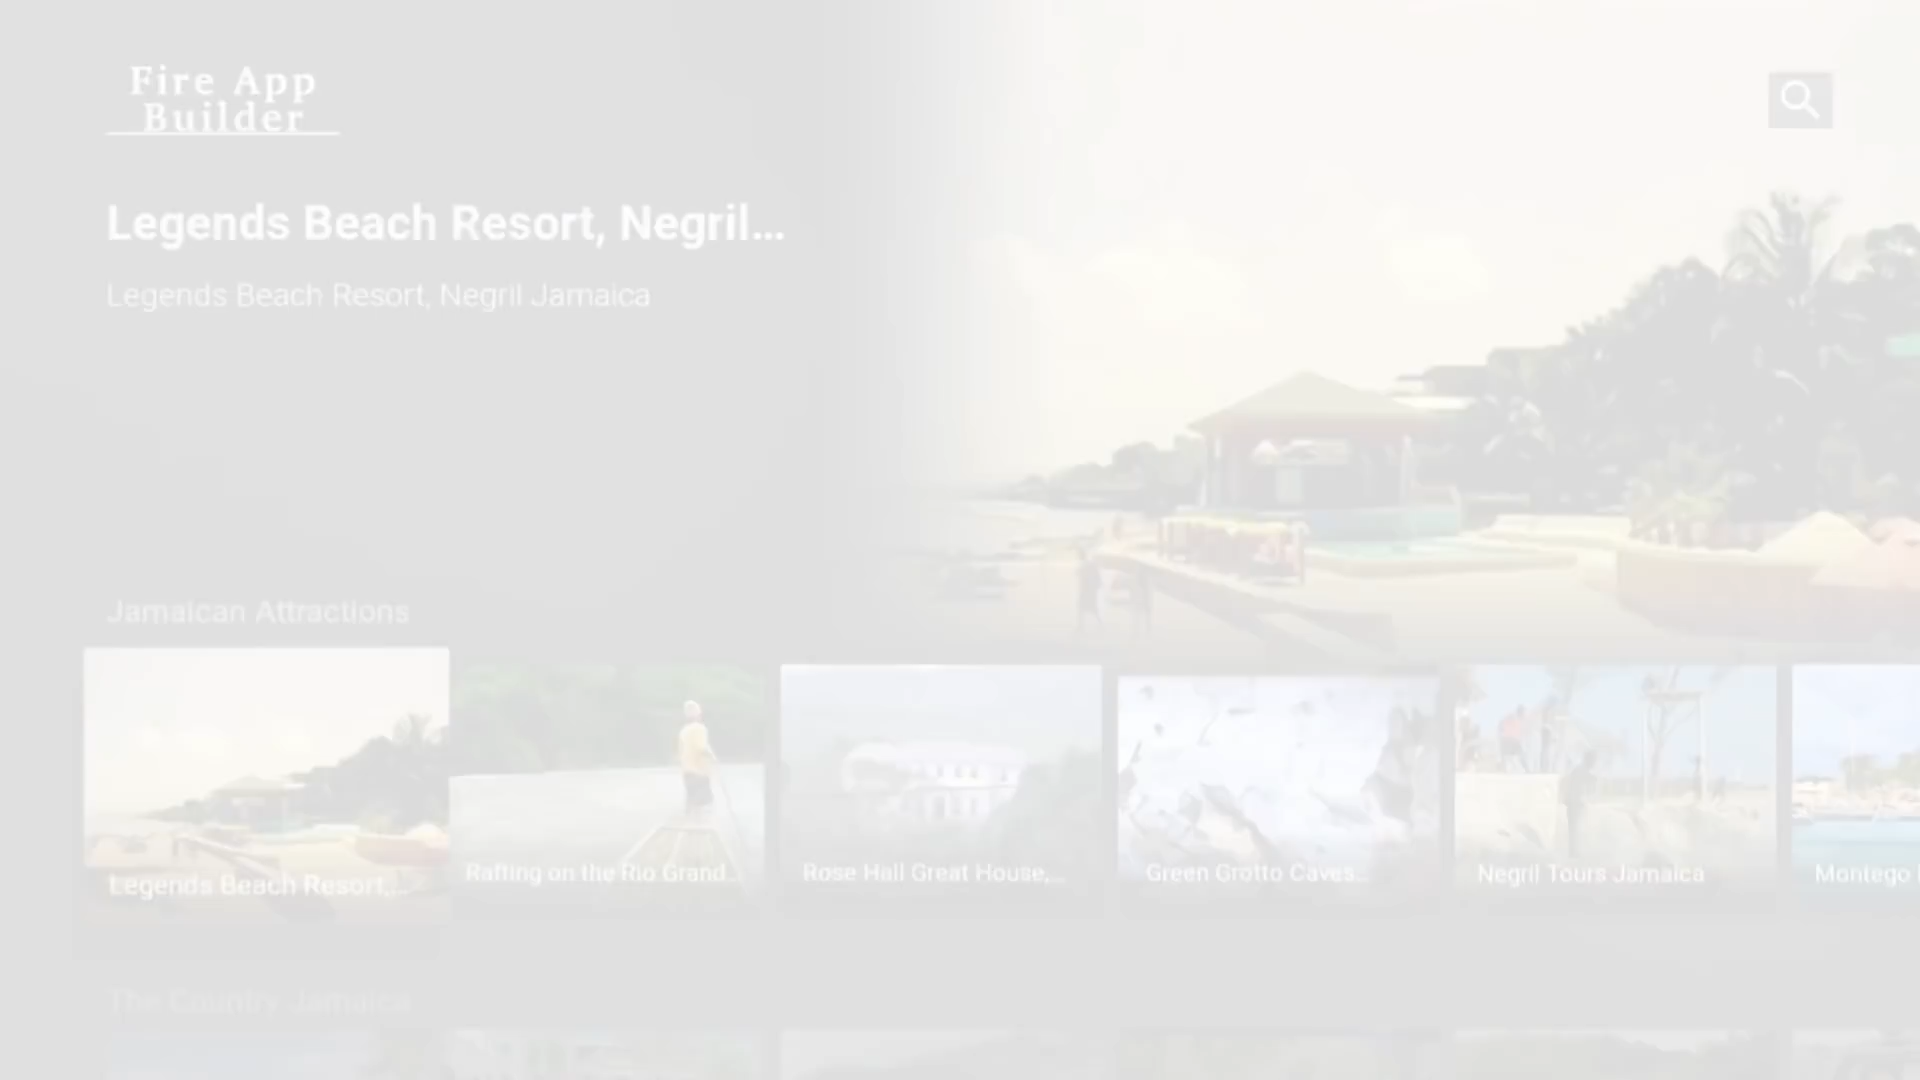 Fire App
Builder
Legends Beach Resort, Negril...
Legends Beach Resort, Negril Jamaica
Jamaican Attractions
Legends Beach Resort,...
Rafting on the Rio Grand...
Rose Hall Great House,...
Green Grotto Caves...
Negril Tours Jamaica
Montego
The Country Jamaica